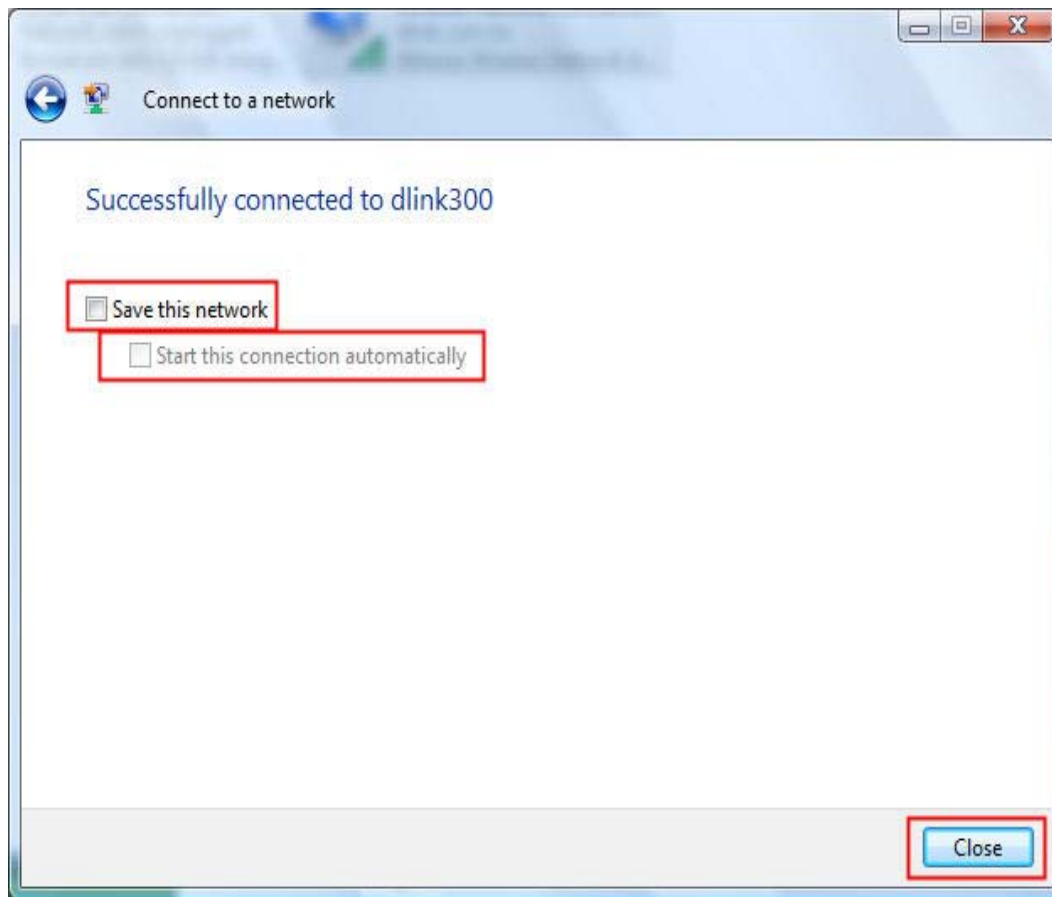 Connect to a network
Successfully connected to dlink300
Save this network
Start this connection automatically
Close